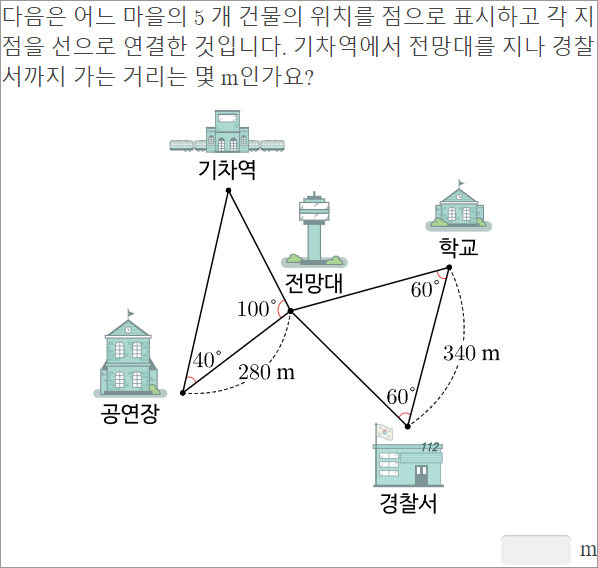 다음은 어느 마을의 5 개 건물의 위치를 점으로 표시하고 각 지
점을 선으로 연결한 것입니다. 기차역에서 전망대를 지나 경찰
서까지 가는 거리는 몇 m인가요?
기차역
학교
전망대
60°
100°
340 m
40°
280 m
60°
공연장
112
경찰서
m